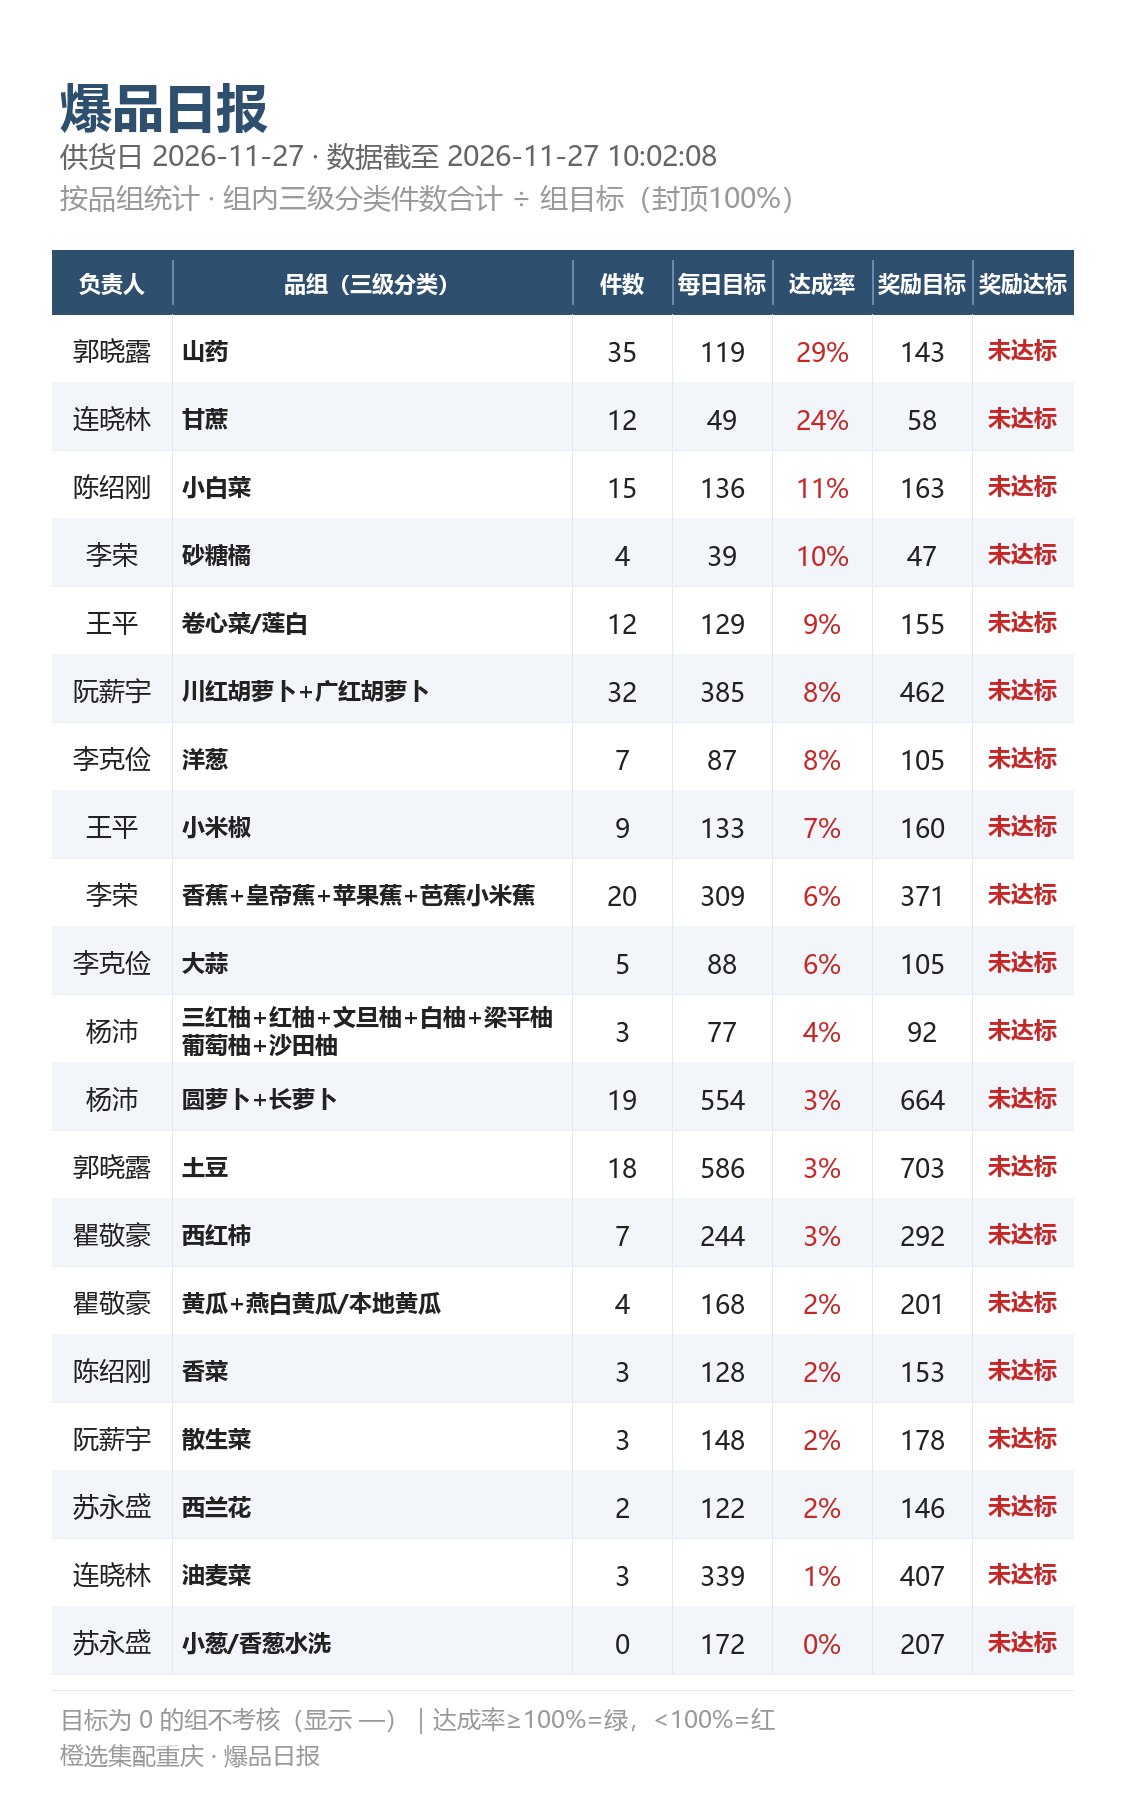 爆品日报
供货日 2026-11-27 · 数据截至 2026-11-27 10:02:08
按品组统计 · 组内三级分类件数合计 ÷ 组目标（封顶100%）
负责人 品组（三级分类） 件数 每日目标 达成率 奖励目标 奖励达标
郭晓露 山药 35 119 29% 143 未达标
连晓林 甘蔗 12 49 24% 58 未达标
陈绍刚 小白菜 15 136 11% 163 未达标
李荣 砂糖橘 4 39 10% 47 未达标
王平 卷心菜/莲白 12 129 9% 155 未达标
阮薪宇 川红胡萝卜+广红胡萝卜 32 385 8% 462 未达标
李克俭 洋葱 7 87 8% 105 未达标
王平 小米椒 9 133 7% 160 未达标
李荣 香蕉+皇帝蕉+苹果蕉+芭蕉小米蕉 20 309 6% 371 未达标
李克俭 大蒜 5 88 6% 105 未达标
杨沛 三红柚+红柚+文旦柚+白柚+梁平柚
葡萄柚+沙田柚 3 77 4% 92 未达标
杨沛 圆萝卜+长萝卜 19 554 3% 664 未达标
郭晓露 土豆 18 586 3% 703 未达标
瞿敬豪 西红柿 7 244 3% 292 未达标
瞿敬豪 黄瓜+燕白黄瓜/本地黄瓜 4 168 2% 201 未达标
陈绍刚 香菜 3 128 2% 153 未达标
阮薪宇 散生菜 3 148 2% 178 未达标
苏永盛 西兰花 2 122 2% 146 未达标
连晓林 油麦菜 3 339 1% 407 未达标
苏永盛 小葱/香葱水洗 0 172 0% 207 未达标
目标为 0 的组不考核（显示 —）｜达成率≥100%=绿，<100%=红
橙选集配重庆 · 爆品日报